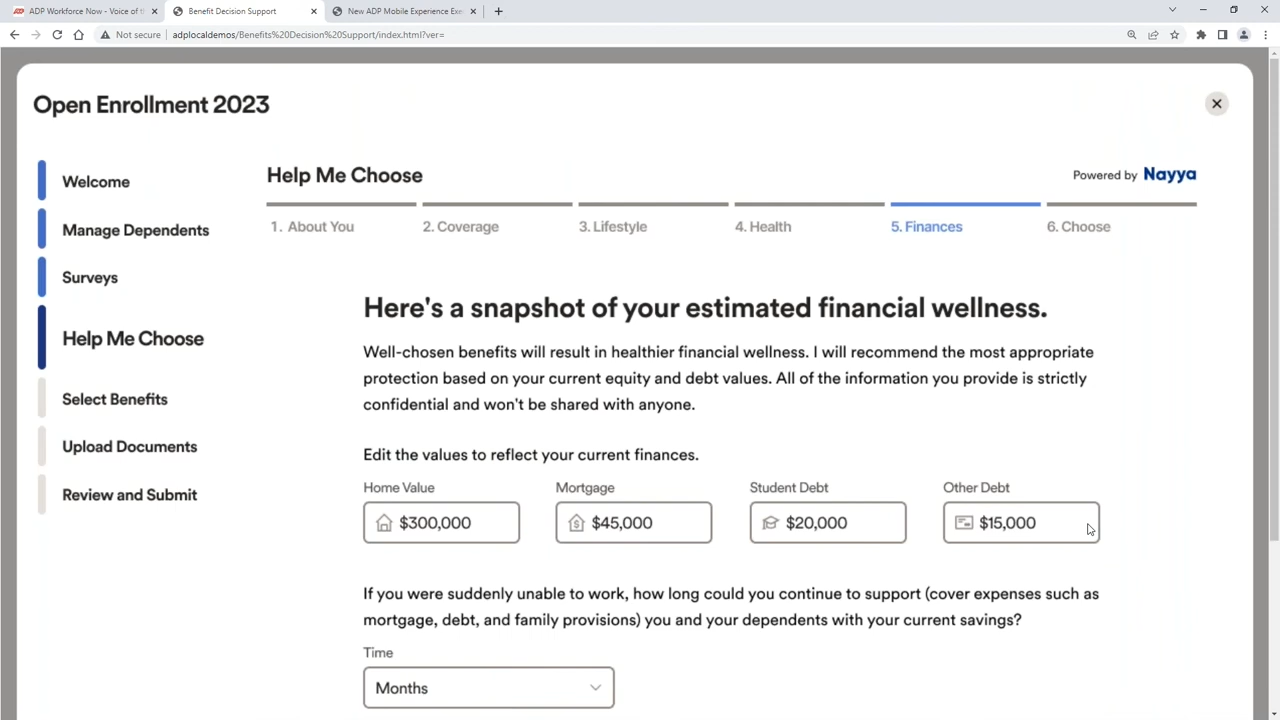 ADP Workforce Now - Voice of t
Benefit Decision Support
New ADP Mobile Experience Exe
Not secure
adplocaldemos/Benefits%20Decision%20Support/index.html?ver=
Open Enrollment 2023
Welcome
Manage Dependents
Surveys
Help Me Choose
Select Benefits
Upload Documents
Review and Submit
Help Me Choose
Powered by Nayya
1. About You
2. Coverage
3. Lifestyle
4. Health
5. Finances
6. Choose
Here's a snapshot of your estimated financial wellness.
Well-chosen benefits will result in healthier financial wellness. I will recommend the most appropriate
protection based on your current equity and debt values. All of the information you provide is strictly
confidential and won't be shared with anyone.
Edit the values to reflect your current finances.
Home Value
Mortgage
Student Debt
Other Debt
$300,000
$45,000
$20,000
$15,000
If you were suddenly unable to work, how long could you continue to support (cover expenses such as
mortgage, debt, and family provisions) you and your dependents with your current savings?
Time
Months